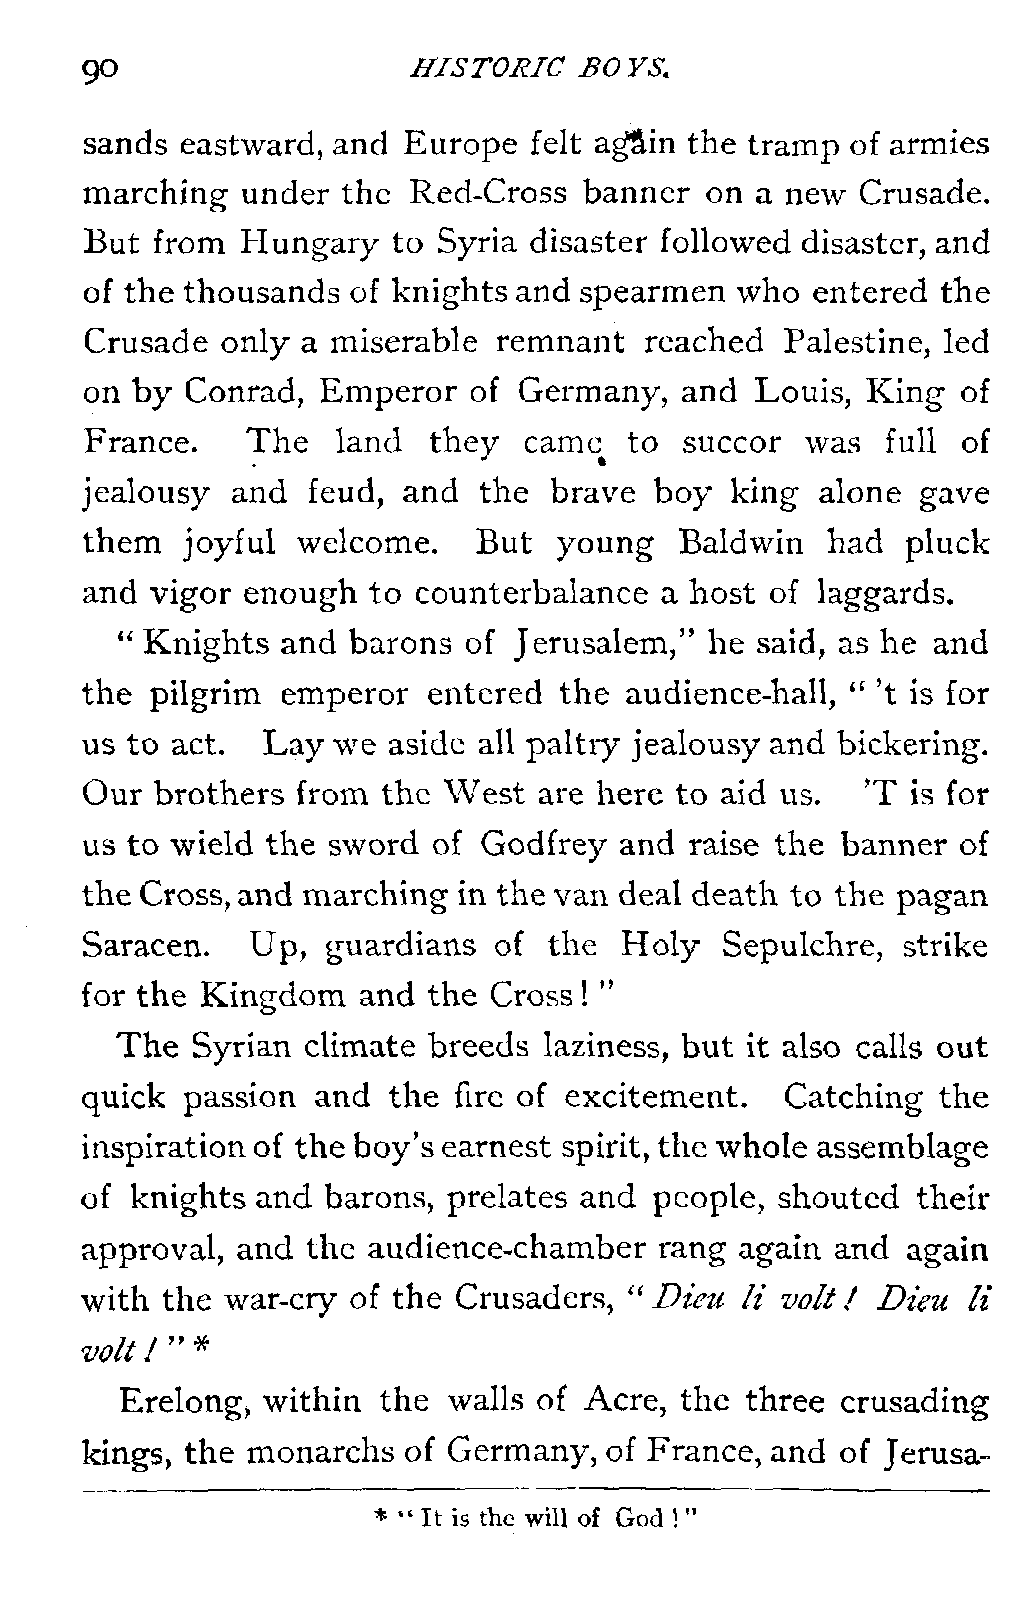 90 HISTORIC BOYS.
sands eastward, and Europe felt again the tramp of armies
marching under the Red-Cross banner on a new Crusade.
But from Hungary to Syria disaster followed disaster, and
of the thousands of knights and spearmen who entered the
Crusade only a miserable remnant reached Palestine, led
on by Conrad, Emperor of Germany, and Louis, King of
France. The land they came to succor was full of
jealousy and feud, and the brave boy king alone gave
them joyful welcome. But young Baldwin had pluck
and vigor enough to counterbalance a host of laggards.
" Knights and barons of Jerusalem," he said, as he and
the pilgrim emperor entered the audience-hall, " 't is for
us to act. Lay we aside all paltry jealousy and bickering.
Our brothers from the West are here to aid us. 'T is for
us to wield the sword of Godfrey and raise the banner of
the Cross, and marching in the van deal death to the pagan
Saracen. Up, guardians of the Holy Sepulchre, strike
for the Kingdom and the Cross ! "
The Syrian climate breeds laziness, but it also calls out
quick passion and the fire of excitement. Catching the
inspiration of the boy's earnest spirit, the whole assemblage
of knights and barons, prelates and people, shouted their
approval, and the audience-chamber rang again and again
with the war-cry of the Crusaders, " Dieu li volt ! Dieu li
volt ! " *
Erelong, within the walls of Acre, the three crusading
kings, the monarchs of Germany, of France, and of Jerusa-
* " It is the will of God ! "